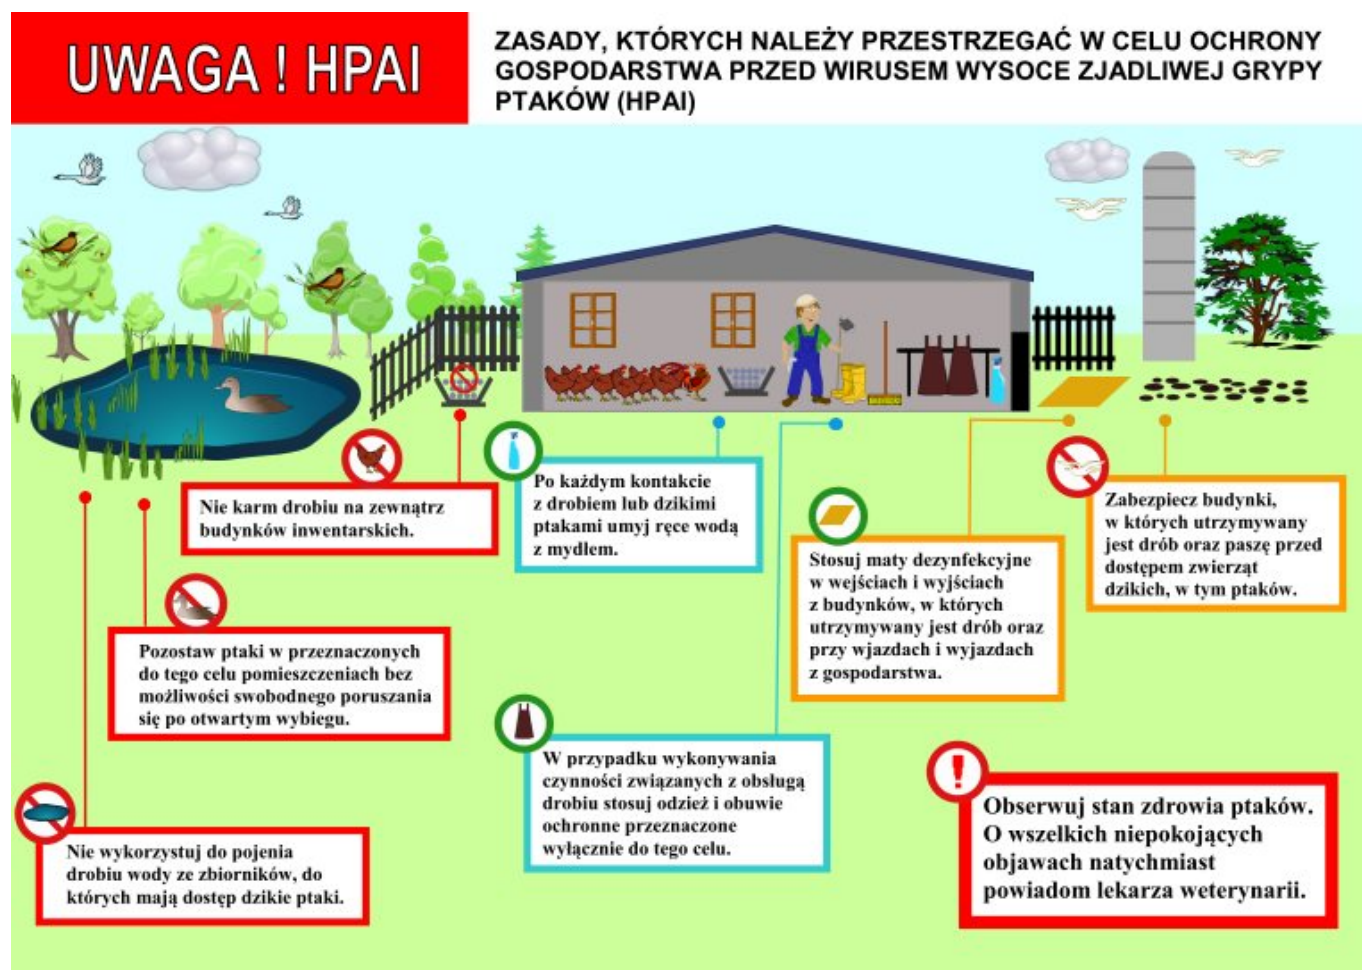 UWAGA ! HPAI
ZASADY, KTÓRYCH NALEŻY PRZESTRZEGAĆ W CELU OCHRONY
GOSPODARSTWA PRZED WIRUSEM WYSOCE ZJADLIWEJ GRYPY
PTAKÓW (HPAI)
Nie karm drobiu na zewnątrz
budynków inwentarskich.
Po każdym kontakcie
z drobiem lub dzikimi
ptakami umyj ręce wodą
z mydłem.
Stosuj maty dezynfekcyjne
w wejściach i wyjściach
z budynków, w których
utrzymywany jest drób oraz
przy wjazdach i wyjazdach
z gospodarstwa.
Zabezpiecz budynki,
w których utrzymywany
jest drób oraz paszę przed
dostępem zwierząt
dzikich, w tym ptaków.
Pozostaw ptaki w przeznaczonych
do tego celu pomieszczeniach bez
możliwości swobodnego poruszania
się po otwartym wybiegu.
W przypadku wykonywania
czynności związanych z obsługą
drobiu stosuj odzież i obuwie
ochronne przeznaczone
wyłącznie do tego celu.
Nie wykorzystuj do pojenia
drobiu wody ze zbiorników, do
których mają dostęp dzikie ptaki.
!
Obserwuj stan zdrowia ptaków.
O wszelkich niepokojących
objawach natychmiast
powiadom lekarza weterynarii.